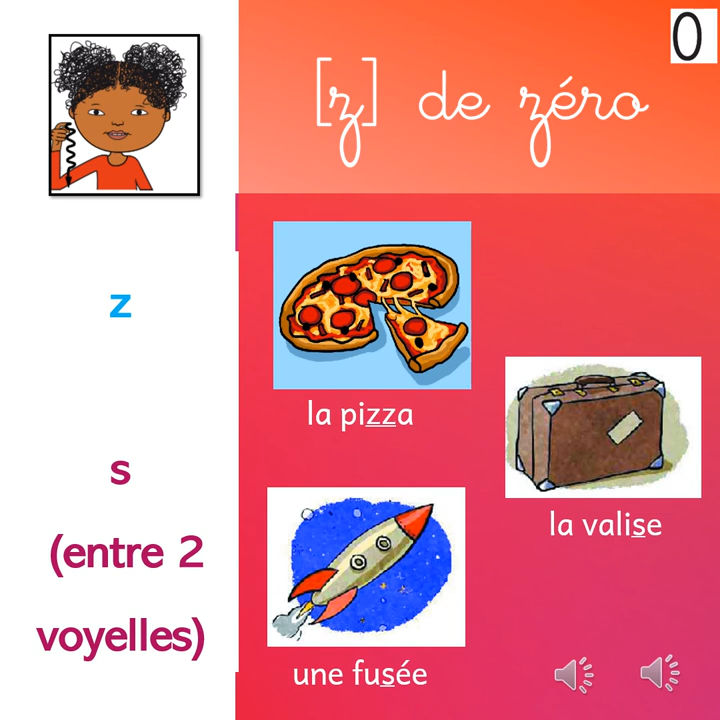 0
[z] de zéro
z
la pizza
s
(entre 2
voyelles)
la valise
une fusée